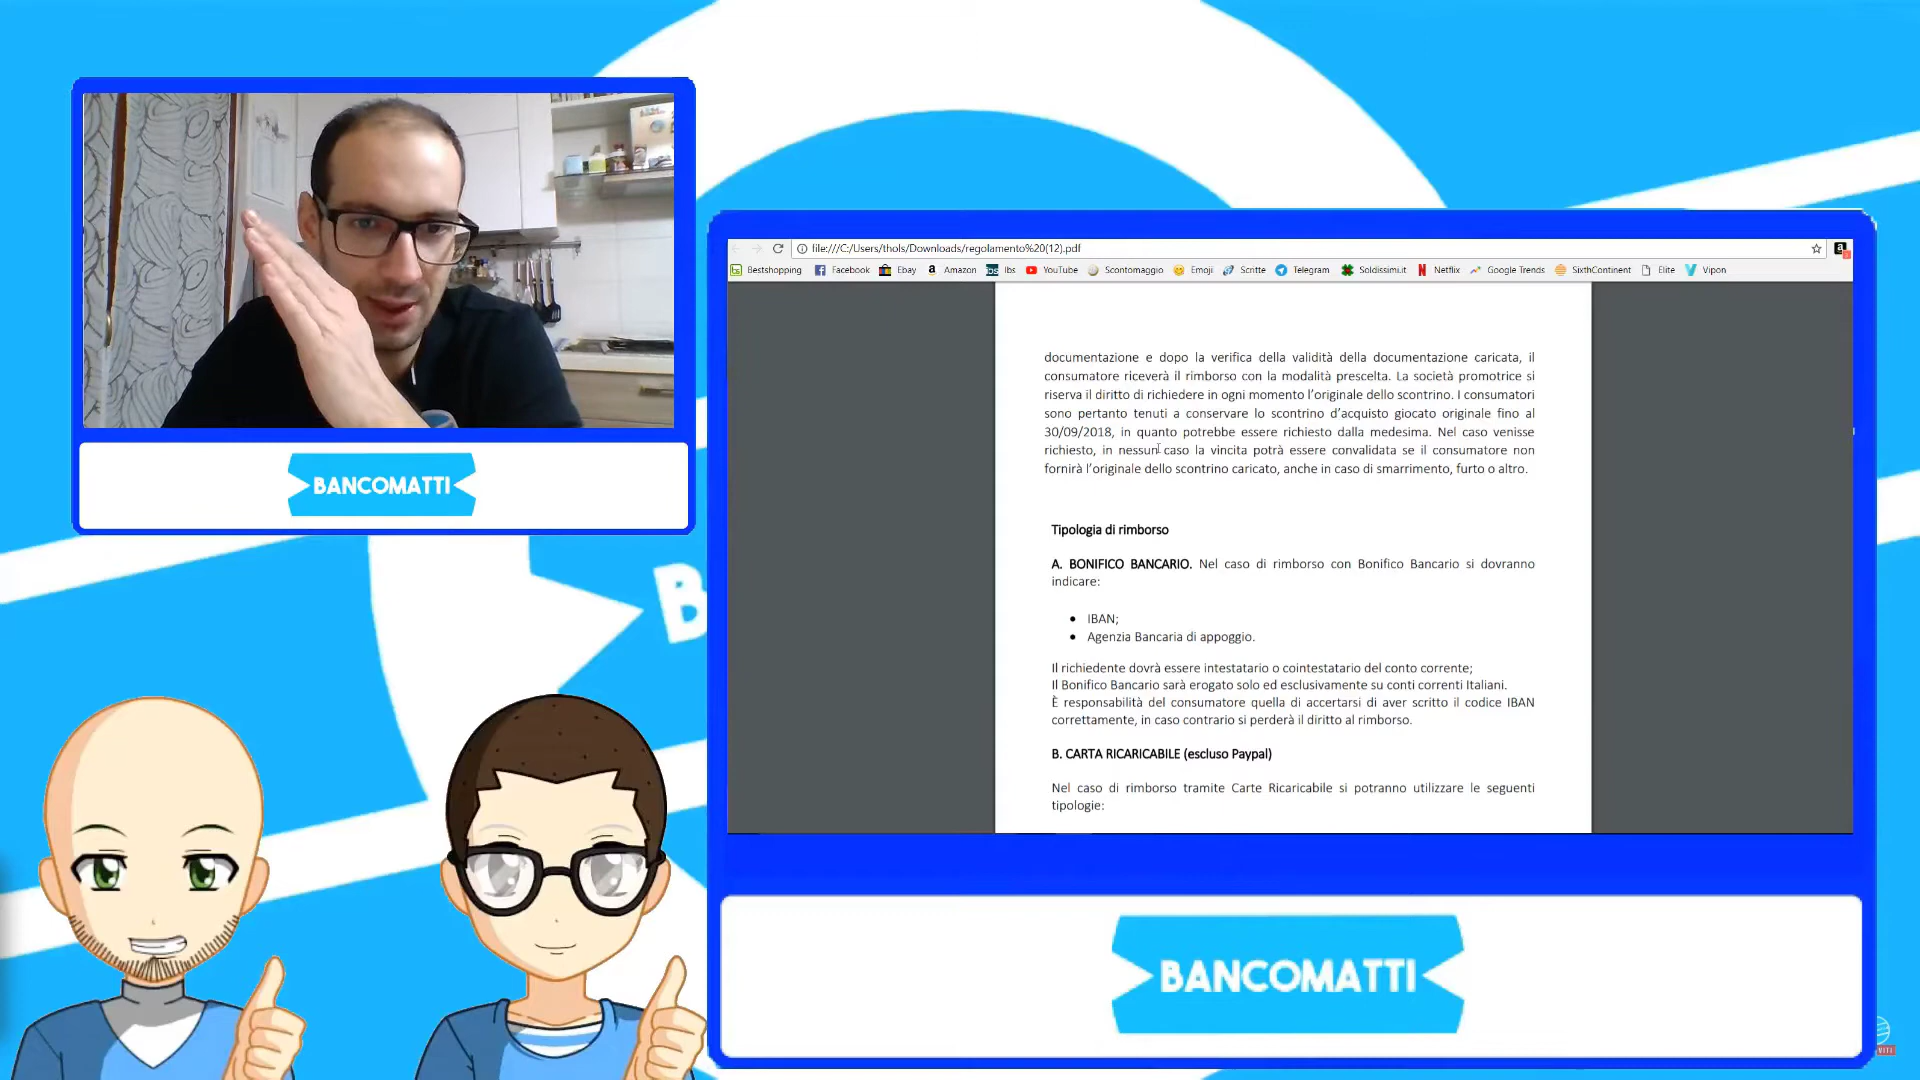 BANCOMATTI
file:///C:/Users/thols/Downloads/regolamento%20(12).pdf
Bestshopping Facebook Ebay Amazon Ibs YouTube Scontomaggio Emoji Scritte Telegram Soldissimi.it Netflix Google Trends SixthContinent Elite Vipon
documentazione e dopo la verifica della validità della documentazione caricata, il
consumatore riceverà il rimborso con la modalità prescelta. La società promotrice si
riserva il diritto di richiedere in ogni momento l'originale dello scontrino. I consumatori
sono pertanto tenuti a conservare lo scontrino d'acquisto giocato originale fino al
30/09/2018, in quanto potrebbe essere richiesto dalla medesima. Nel caso venisse
richiesto, in nessun caso la vincita potrà essere convalidata se il consumatore non
fornirà l'originale dello scontrino caricato, anche in caso di smarrimento, furto o altro.
Tipologia di rimborso
A. BONIFICO BANCARIO. Nel caso di rimborso con Bonifico Bancario si dovranno
indicare:
• IBAN;
• Agenzia Bancaria di appoggio.
Il richiedente dovrà essere intestatario o cointestatario del conto corrente;
Il Bonifico Bancario sarà erogato solo ed esclusivamente su conti correnti Italiani.
È responsabilità del consumatore quella di accertarsi di aver scritto il codice IBAN
correttamente, in caso contrario si perderà il diritto al rimborso.
B. CARTA RICARICABILE (escluso Paypal)
Nel caso di rimborso tramite Carte Ricaricabile si potranno utilizzare le seguenti
tipologie:
B
BANCOMATTI